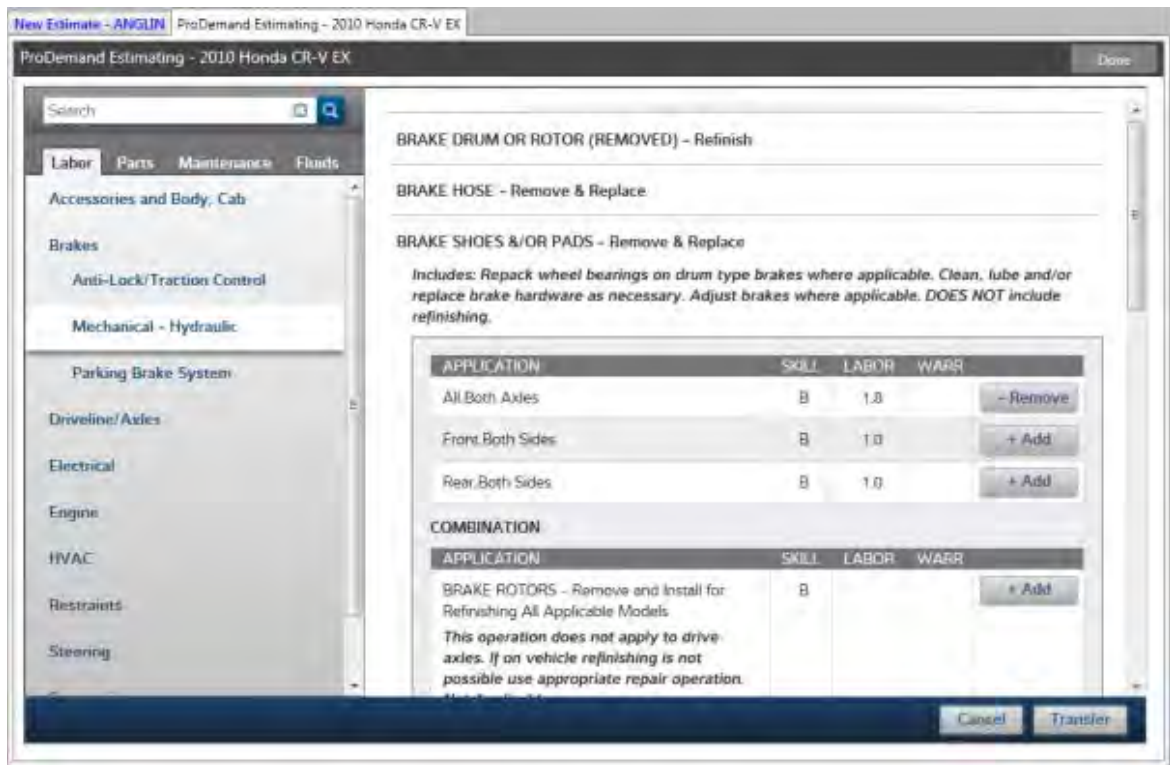 New Estimate - ANGLIN
ProDemand Estimating - 2010 Honda CR-V EX
ProDemand Estimating - 2010 Honda CR-V EX
Done
Search
Labor Parts Maintenance Fluids
Accessories and Body, Cab
Brakes
Anti-Lock/Traction Control
Mechanical - Hydraulic
Parking Brake System
Driveline/Axles
Electrical
Engine
HVAC
Restraints
Steering
BRAKE DRUM OR ROTOR (REMOVED) - Refinish
BRAKE HOSE - Remove & Replace
BRAKE SHOES &/OR PADS - Remove & Replace
Includes: Repack wheel bearings on drum type brakes where applicable. Clean, lube and/or
replace brake hardware as necessary. Adjust brakes where applicable. DOES NOT include
refinishing.
APPLICATION SKILL LABOR WARR
All,Both Axles B 1.8 - Remove
Front,Both Sides B 1.0 + Add
Rear,Both Sides B 1.0 + Add
COMBINATION
APPLICATION SKILL LABOR WARR
BRAKE ROTORS - Remove and Install for B + Add
Refinishing All Applicable Models
This operation does not apply to drive
axles. If on vehicle refinishing is not
possible use appropriate repair operation.
Cancel Transfer